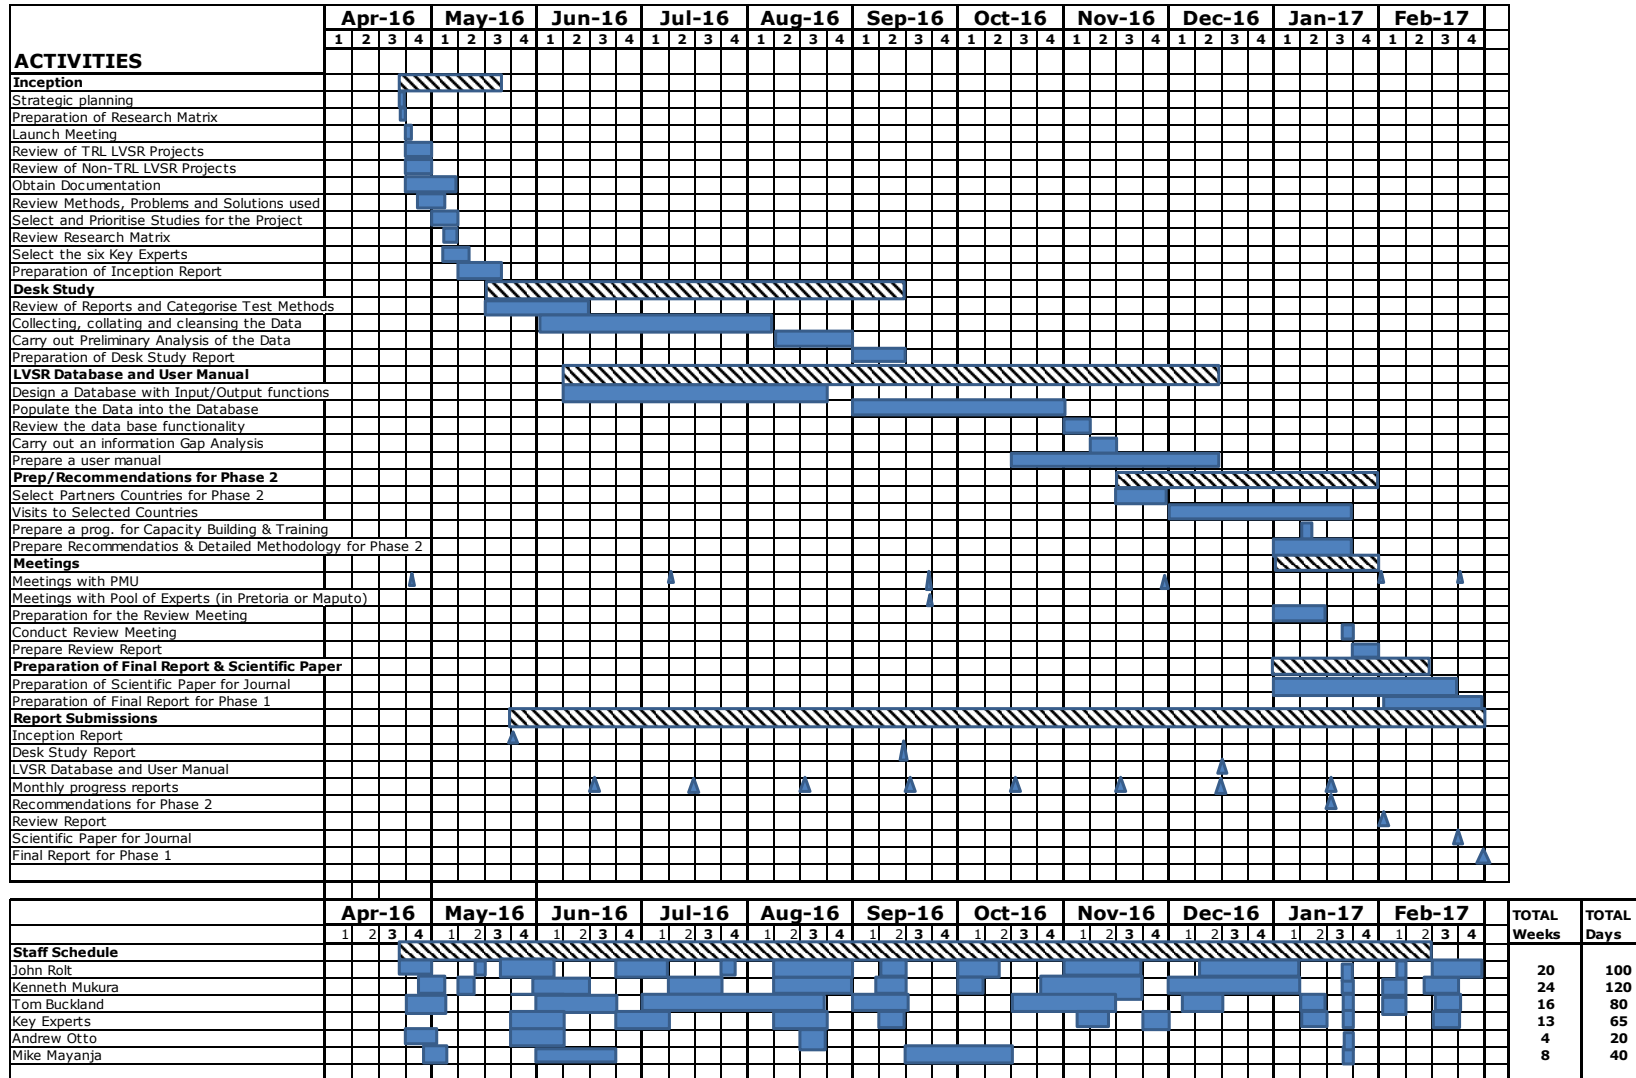 Apr-16 May-16 Jun-16 Jul-16 Aug-16 Sep-16 Oct-16 Nov-16 Dec-16 Jan-17 Feb-17
1 2 3 4 1 2 3 4 1 2 3 4 1 2 3 4 1 2 3 4 1 2 3 4 1 2 3 4 1 2 3 4 1 2 3 4 1 2 3 4 1 2 3 4
ACTIVITIES
Inception
Strategic planning
Preparation of Research Matrix
Launch Meeting
Review of TRL LVSR Projects
Review of Non-TRL LVSR Projects
Obtain Documentation
Review Methods, Problems and Solutions used
Select and Prioritise Studies for the Project
Review Research Matrix
Select the six Key Experts
Preparation of Inception Report
Desk Study
Review of Reports and Categorise Test Methods
Collecting, collating and cleansing the Data
Carry out Preliminary Analysis of the Data
Preparation of Desk Study Report
LVSR Database and User Manual
Design a Database with Input/Output functions
Populate the Data into the Database
Review the data base functionality
Carry out an information Gap Analysis
Prepare a user manual
Prep/Recommendations for Phase 2
Select Partners Countries for Phase 2
Visits to Selected Countries
Prepare a prog. for Capacity Building & Training
Prepare Recommendatios & Detailed Methodology for Phase 2
Meetings
Meetings with PMU
Meetings with Pool of Experts (in Pretoria or Maputo)
Preparation for the Review Meeting
Conduct Review Meeting
Prepare Review Report
Preparation of Final Report & Scientific Paper
Preparation of Scientific Paper for Journal
Preparation of Final Report for Phase 1
Report Submissions
Inception Report
Desk Study Report
LVSR Database and User Manual
Monthly progress reports
Recommendations for Phase 2
Review Report
Scientific Paper for Journal
Final Report for Phase 1
Apr-16 May-16 Jun-16 Jul-16 Aug-16 Sep-16 Oct-16 Nov-16 Dec-16 Jan-17 Feb-17 TOTAL TOTAL
1 2 3 4 1 2 3 4 1 2 3 4 1 2 3 4 1 2 3 4 1 2 3 4 1 2 3 4 1 2 3 4 1 2 3 4 1 2 3 4 1 2 3 4 Weeks Days
Staff Schedule
John Rolt 20 100
Kenneth Mukura 24 120
Tom Buckland 16 80
Key Experts 13 65
Andrew Otto 4 20
Mike Mayanja 8 40